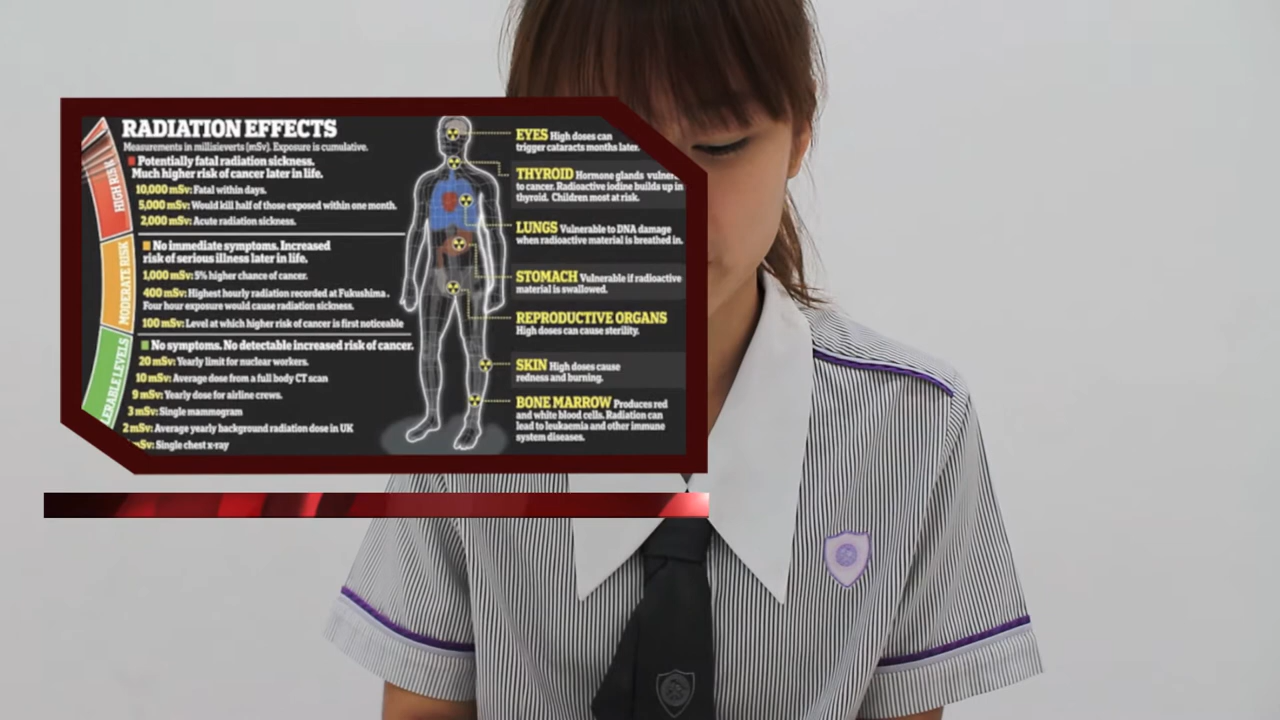 RADIATION EFFECTS
Measurements in millisieverts (mSv). Exposure is cumulative.
HIGH RISK
Potentially fatal radiation sickness.
Much higher risk of cancer later in life.
10,000 mSv: Fatal within days.
5,000 mSv: Would kill half of those exposed within one month.
2,000 mSv: Acute radiation sickness.
MODERATE RISK
No immediate symptoms. Increased
risk of serious illness later in life.
1,000 mSv: 5% higher chance of cancer.
400 mSv: Highest hourly radiation recorded at Fukushima.
Four hour exposure would cause radiation sickness.
100 mSv: Level at which higher risk of cancer is first noticeable
LEVELS
No symptoms. No detectable increased risk of cancer.
20 mSv: Yearly limit for nuclear workers.
10 mSv: Average dose from a full body CT scan
9 mSv: Yearly dose for airline crews.
3 mSv: Single mammogram
2 mSv: Average yearly background radiation dose in UK
mSv: Single chest x-ray
EYES High doses can
trigger cataracts months later.
THYROID Hormone glands
to cancer. Radioactive iodine builds up in
thyroid. Children most at risk.
LUNGS Vulnerable to DNA damage
when radioactive material is breathed in.
STOMACH Vulnerable if radioactive
material is swallowed.
REPRODUCTIVE ORGANS
High doses can cause sterility.
SKIN High doses cause
redness and burning.
BONE MARROW Produces red
and white blood cells. Radiation can
lead to leukaemia and other immune
system diseases.